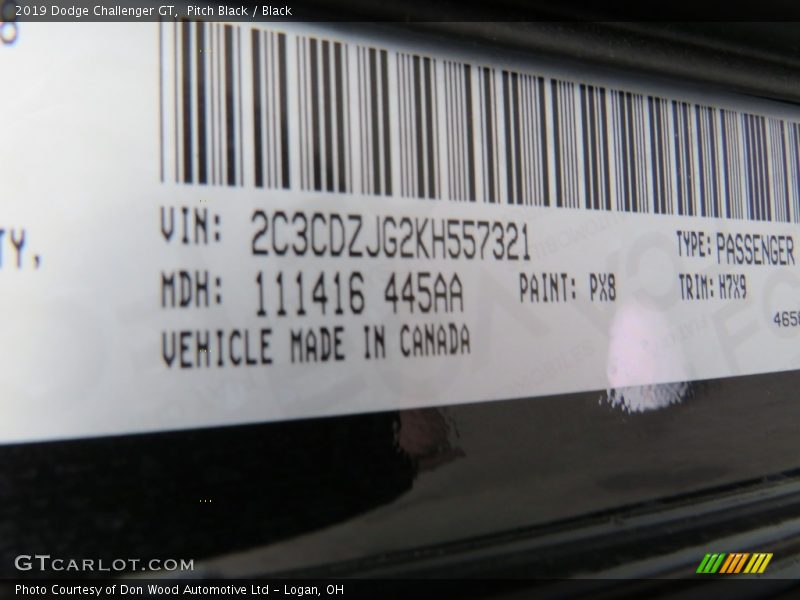 2019 Dodge Challenger GT, Pitch Black / Black
8
TY,
VIN: 2C3CDZJG2KH557321 TYPE: PASSENGER
MDH: 111416 445AA PAINT: PX8 TRIM: H7X9
VEHICLE MADE IN CANADA
GTCARLOT.COM
Photo Courtesy of Don Wood Automotive Ltd - Logan, OH